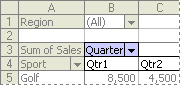 A B C
1 Region (All)
2
3 Sum of Sales Quarter
4 Sport Qtr1 Qtr2
5 Golf 8,500 4,500